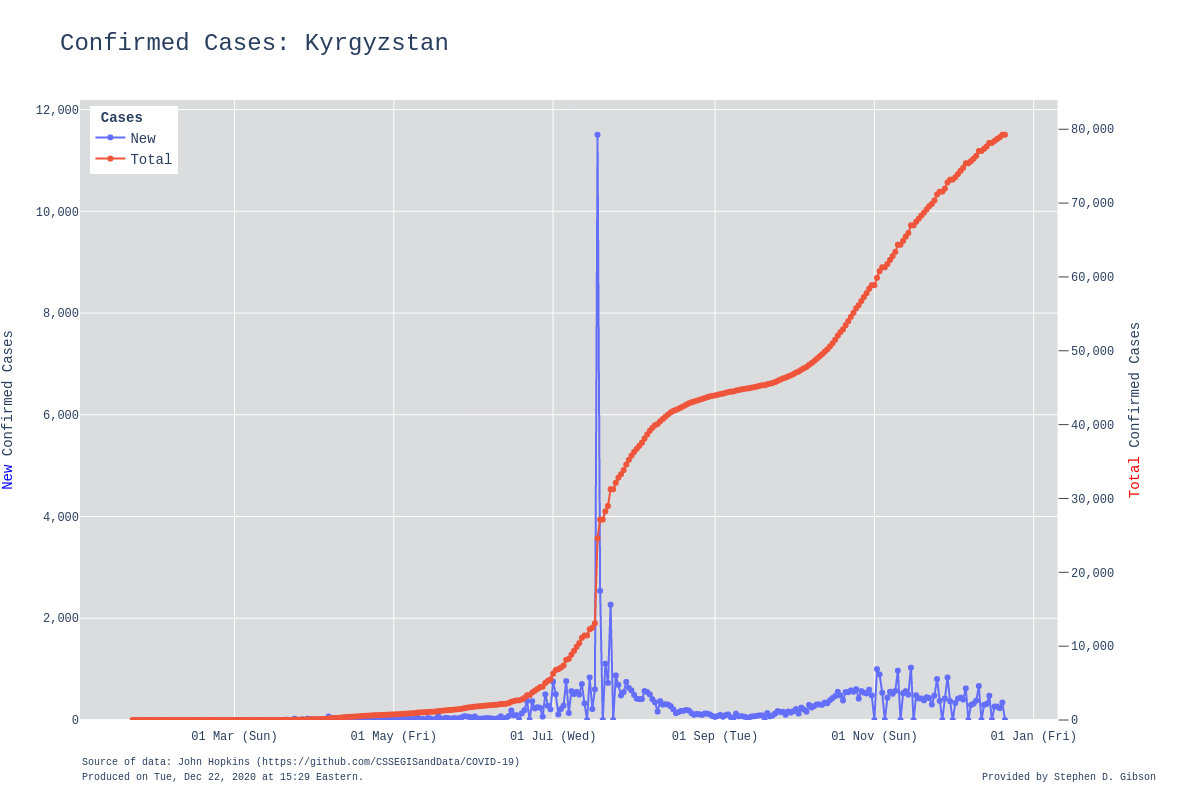 Confirmed Cases: Kyrgyzstan
Cases
New
Total
12,000
10,000
8,000
6,000
4,000
2,000
0
New Confirmed Cases
80,000
70,000
60,000
50,000
40,000
30,000
20,000
10,000
0
Total Confirmed Cases
01 Mar (Sun)
01 May (Fri)
01 Jul (Wed)
01 Sep (Tue)
01 Nov (Sun)
01 Jan (Fri)
Source of data: John Hopkins (https://github.com/CSSEGISandData/COVID-19)
Produced on Tue, Dec 22, 2020 at 15:29 Eastern.
Provided by Stephen D. Gibson